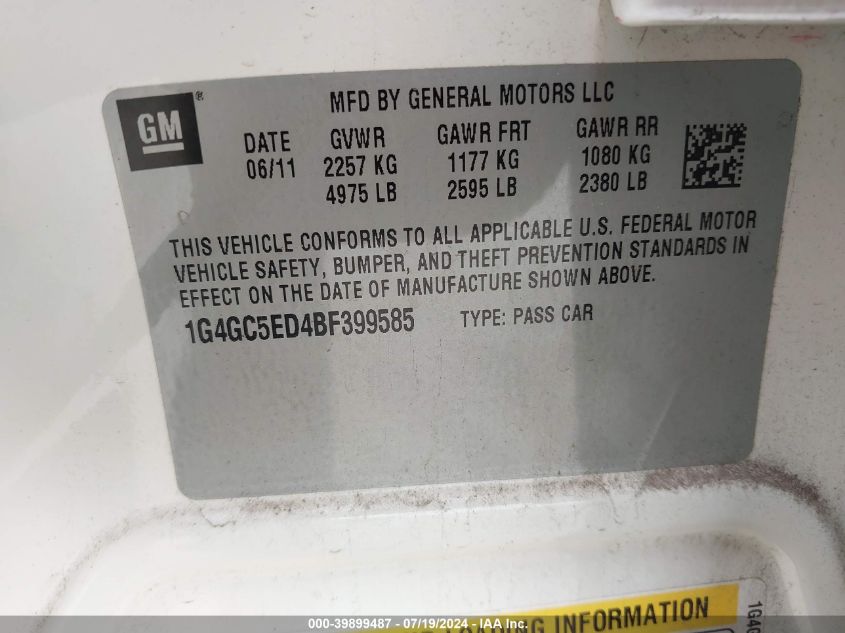 GM ®
MFD BY GENERAL MOTORS LLC
DATE GVWR GAWR FRT GAWR RR
06/11 2257 KG 1177 KG 1080 KG
4975 LB 2595 LB 2380 LB
THIS VEHICLE CONFORMS TO ALL APPLICABLE U.S. FEDERAL MOTOR
VEHICLE SAFETY, BUMPER, AND THEFT PREVENTION STANDARDS IN
EFFECT ON THE DATE OF MANUFACTURE SHOWN ABOVE.
1G4GC5ED4BF399585 TYPE: PASS CAR
LOADING INFORMATION
1G4G
000-39899487 - 07/19/2024 - IAA Inc.